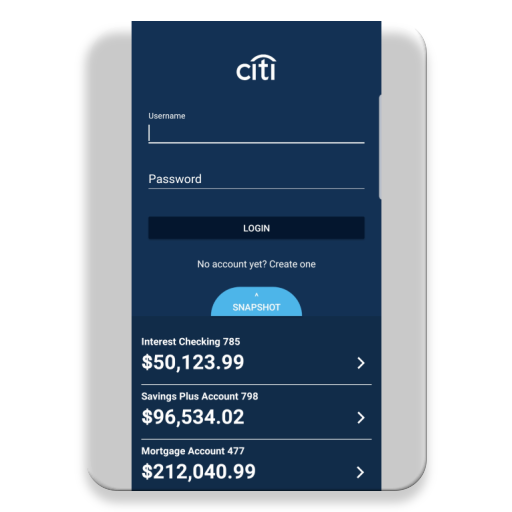 citi
Username
Password
LOGIN
No account yet? Create one
^
SNAPSHOT
Interest Checking 785
$50,123.99
Savings Plus Account 798
$96,534.02
Mortgage Account 477
$212,040.99